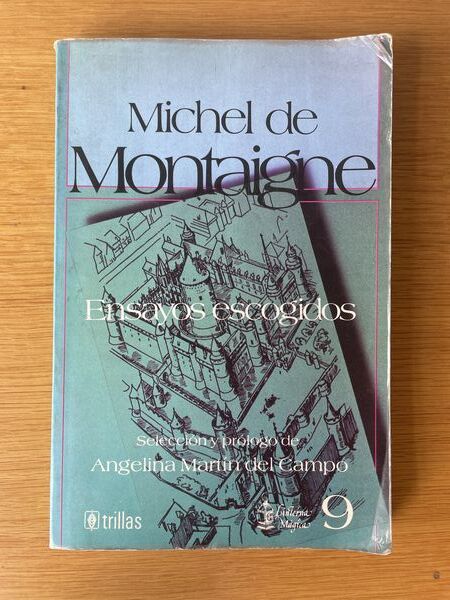 Michel de
Montaigne
Ensayos escogidos
Selección y prólogo de
Angelina Martín del Campo
trillas
Linterna
Mágica
9